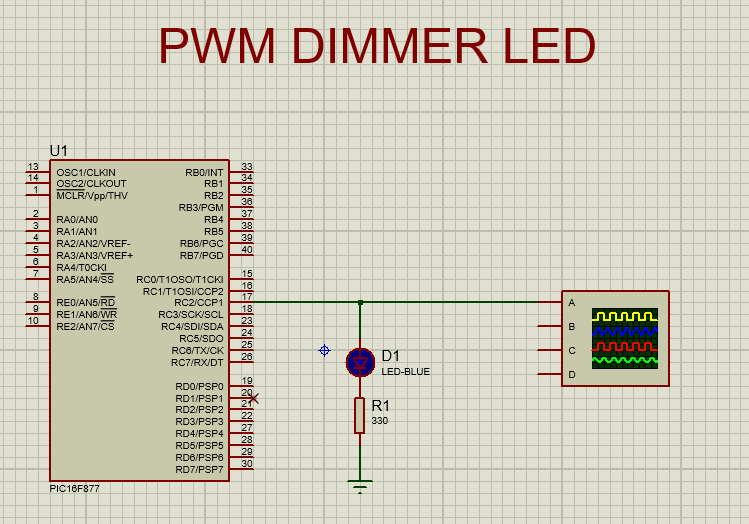 PWM DIMMER LED
U1
13 OSC1/CLKIN RB0/INT 33
14 OSC2/CLKOUT RB1 34
1 MCLR/Vpp/THV RB2 35
RB3/PGM 36
2 RA0/AN0 RB4 37
3 RA1/AN1 RB5 38
4 RA2/AN2/VREF- RB6/PGC 39
5 RA3/AN3/VREF+ RB7/PGD 40
6 RA4/T0CKI
7 RA5/AN4/SS RC0/T1OSO/T1CKI 15
RC1/T1OSI/CCP2 16
8 RE0/AN5/RD RC2/CCP1 17
9 RE1/AN6/WR RC3/SCK/SCL 18
10 RE2/AN7/CS RC4/SDI/SDA 23
RC5/SDO 24
RC6/TX/CK 25
RC7/RX/DT 26
RD0/PSP0 19
RD1/PSP1 20
RD2/PSP2 21
RD3/PSP3 22
RD4/PSP4 27
RD5/PSP5 28
RD6/PSP6 29
RD7/PSP7 30
PIC16F877
D1
LED-BLUE
R1
330
A
B
C
D